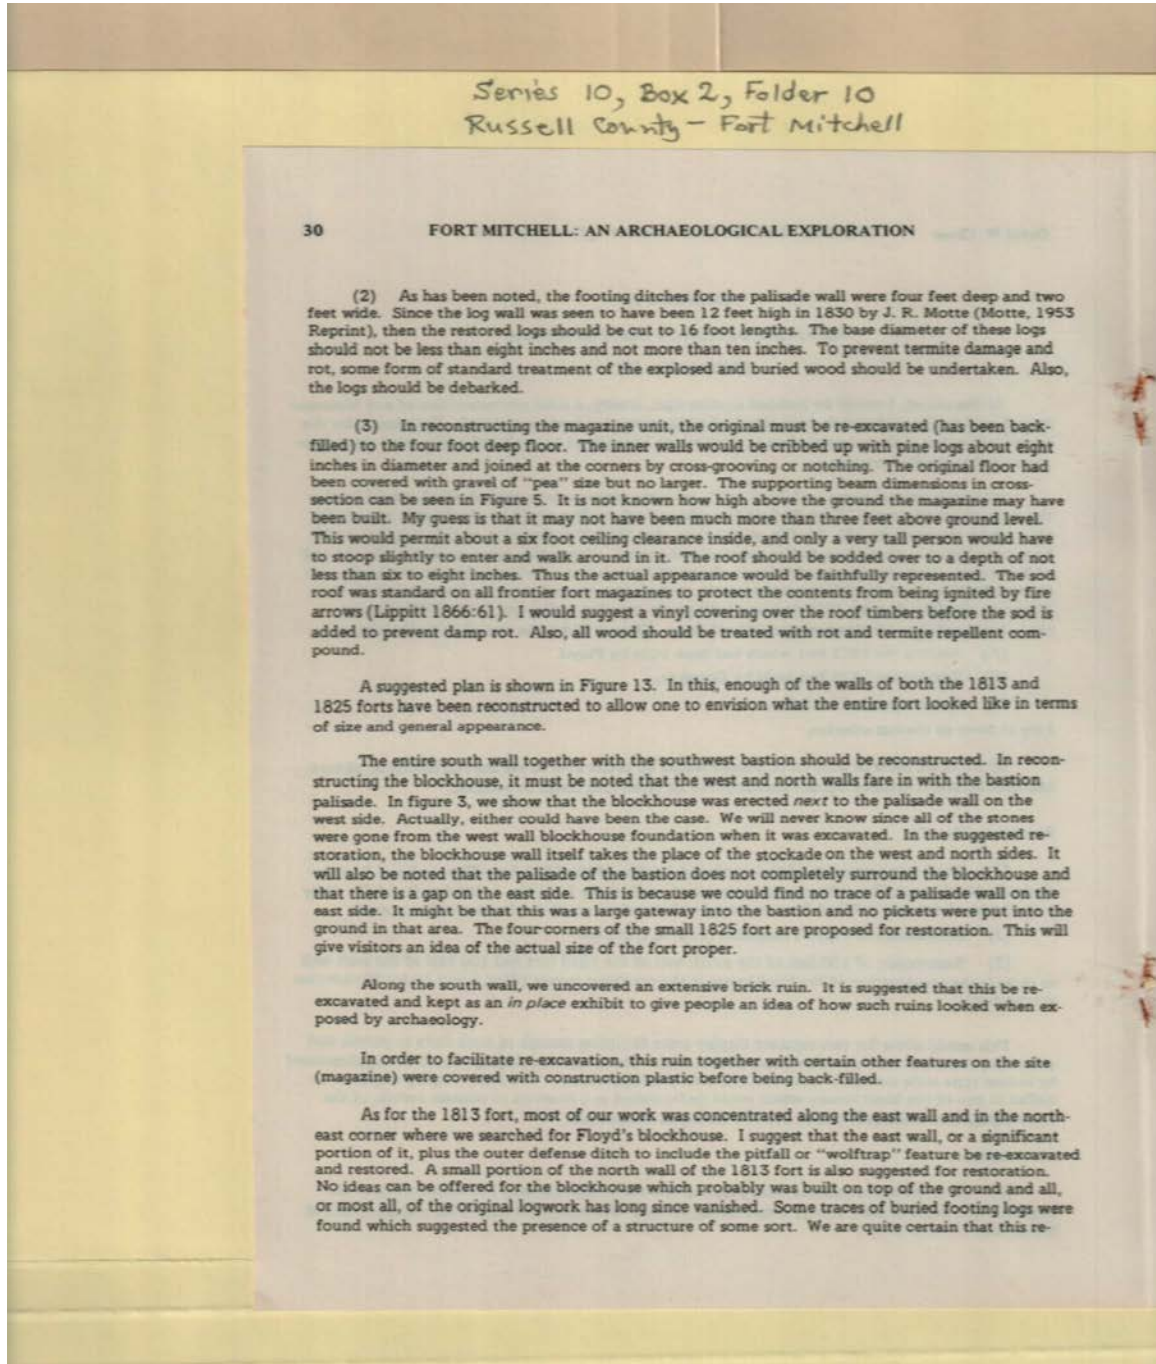 Series 10, Box 2, Folder 10
Russell County - Fort Mitchell
30 FORT MITCHELL: AN ARCHAEOLOGICAL EXPLORATION
(2) As has been noted, the footing ditches for the palisade wall were four feet deep and two
feet wide. Since the log wall was seen to have been 12 feet high in 1830 by J. R. Motte (Motte, 1953
Reprint), then the restored logs should be cut to 16 foot lengths. The base diameter of these logs
should not be less than eight inches and not more than ten inches. To prevent termite damage and
rot, some form of standard treatment of the explosed and buried wood should be undertaken. Also,
the logs should be debarked.
(3) In reconstructing the magazine unit, the original must be re-excavated (has been back-
filled) to the four foot deep floor. The inner walls would be cribbed up with pine logs about eight
inches in diameter and joined at the corners by cross-grooving or notching. The original floor had
been covered with gravel of "pea" size but no larger. The supporting beam dimensions in cross-
section can be seen in Figure 5. It is not known how high above the ground the magazine may have
been built. My guess is that it may not have been much more than three feet above ground level.
This would permit about a six foot ceiling clearance inside, and only a very tall person would have
to stoop slightly to enter and walk around in it. The roof should be sodded over to a depth of not
less than six to eight inches. Thus the actual appearance would be faithfully represented. The sod
roof was standard on all frontier fort magazines to protect the contents from being ignited by fire
arrows (Lippitt 1866:61). I would suggest a vinyl covering over the roof timbers before the sod is
added to prevent damp rot. Also, all wood should be treated with rot and termite repellent com-
pound.
A suggested plan is shown in Figure 13. In this, enough of the walls of both the 1813 and
1825 forts have been reconstructed to allow one to envision what the entire fort looked like in terms
of size and general appearance.
The entire south wall together with the southwest bastion should be reconstructed. In recon-
structing the blockhouse, it must be noted that the west and north walls fare in with the bastion
palisade. In figure 3, we show that the blockhouse was erected next to the palisade wall on the
west side. Actually, either could have been the case. We will never know since all of the stones
were gone from the west wall blockhouse foundation when it was excavated. In the suggested re-
storation, the blockhouse wall itself takes the place of the stockade on the west and north sides. It
will also be noted that the palisade of the bastion does not completely surround the blockhouse and
that there is a gap on the east side. This is because we could find no trace of a palisade wall on the
east side. It might be that this was a large gateway into the bastion and no pickets were put into the
ground in that area. The four-corners of the small 1825 fort are proposed for restoration. This will
give visitors an idea of the actual size of the fort proper.
Along the south wall, we uncovered an extensive brick ruin. It is suggested that this be re-
excavated and kept as an in place exhibit to give people an idea of how such ruins looked when ex-
posed by archaeology.
In order to facilitate re-excavation, this ruin together with certain other features on the site
(magazine) were covered with construction plastic before being back-filled.
As for the 1813 fort, most of our work was concentrated along the east wall and in the north-
east corner where we searched for Floyd's blockhouse. I suggest that the east wall, or a significant
portion of it, plus the outer defense ditch to include the pitfall or "wolftrap" feature be re-excavated
and restored. A small portion of the north wall of the 1813 fort is also suggested for restoration.
No ideas can be offered for the blockhouse which probably was built on top of the ground and all,
or most all, of the original logwork has long since vanished. Some traces of buried footing logs were
found which suggested the presence of a structure of some sort. We are quite certain that this re-